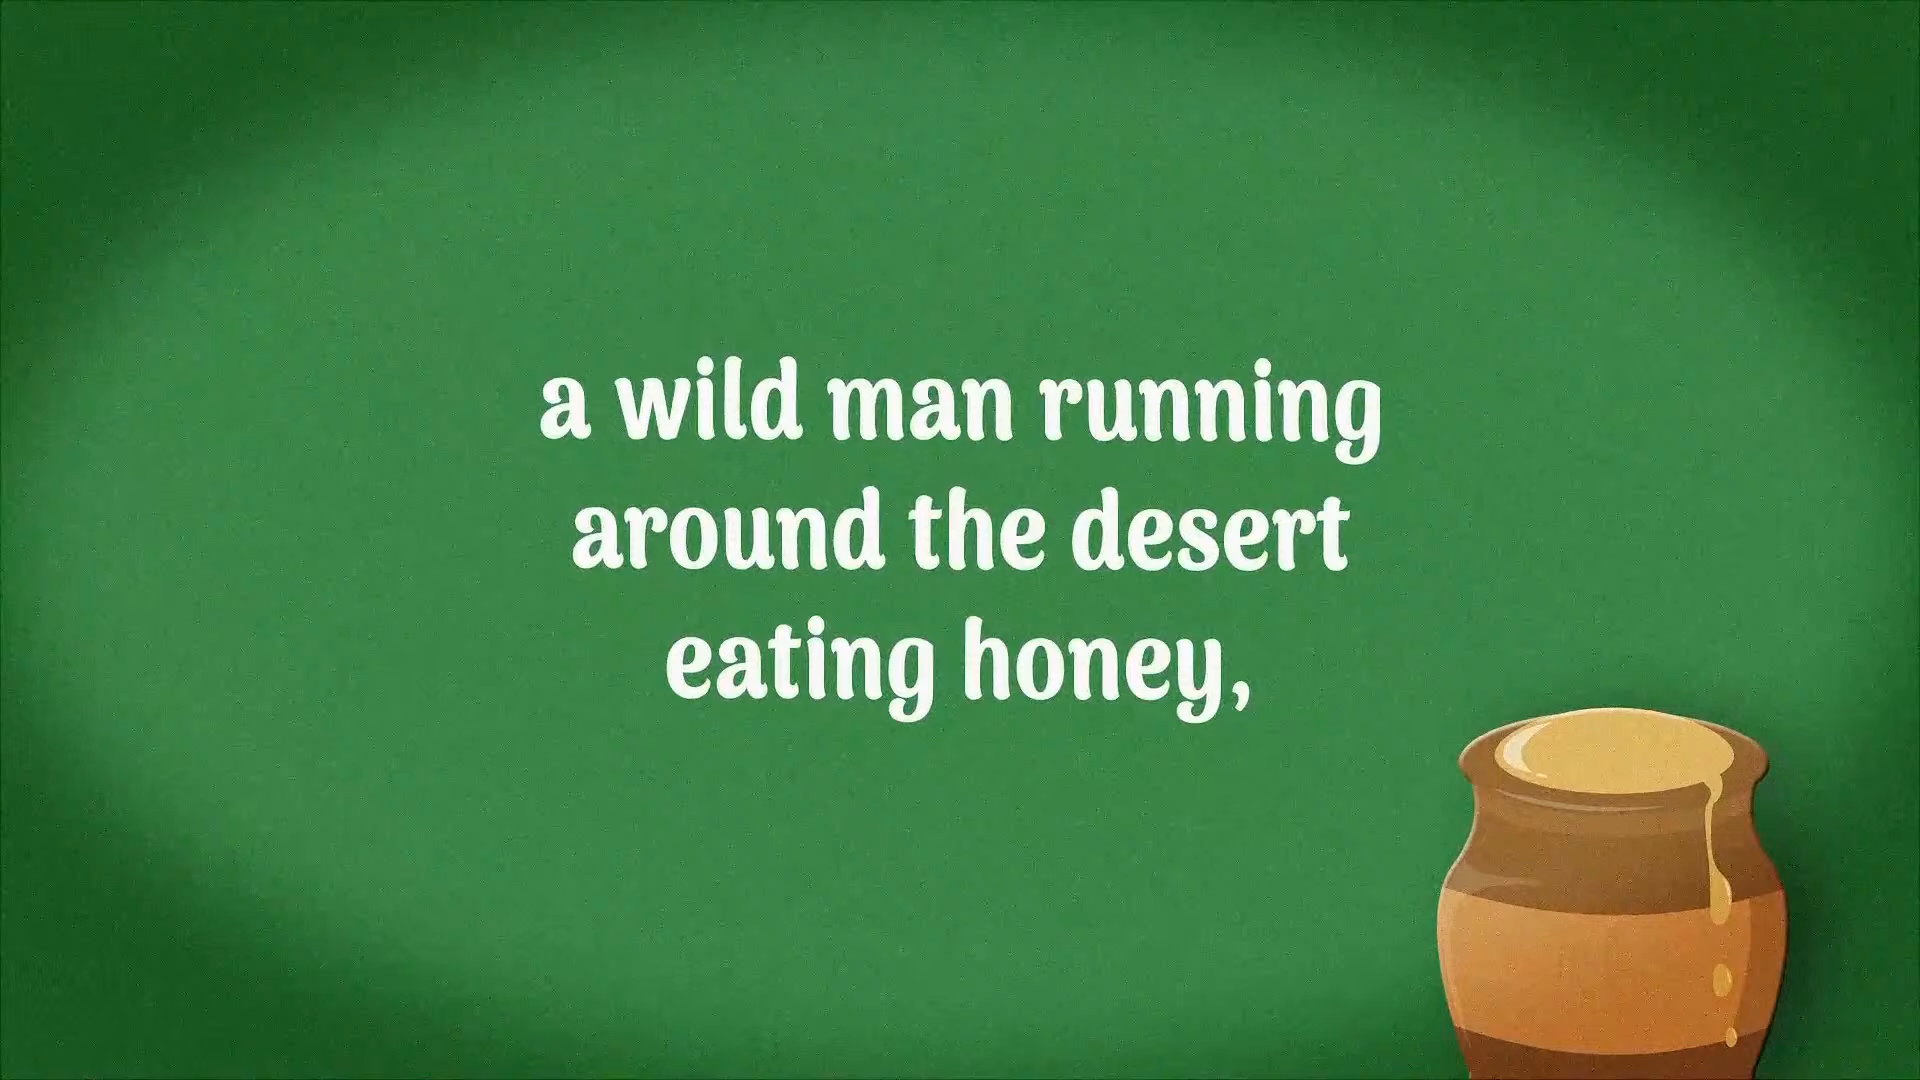 a wild man running
around the desert
eating honey,